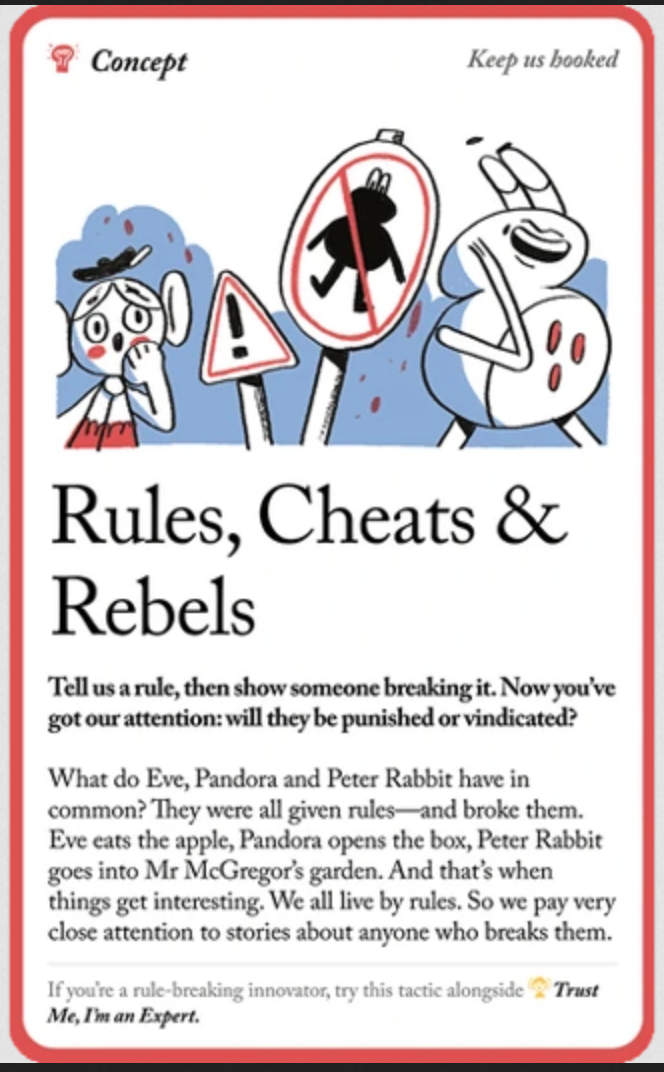 Concept
Keep us hooked
!
Rules, Cheats &
Rebels
Tell us a rule, then show someone breaking it. Now you've
got our attention: will they be punished or vindicated?
What do Eve, Pandora and Peter Rabbit have in
common? They were all given rules—and broke them.
Eve eats the apple, Pandora opens the box, Peter Rabbit
goes into Mr McGregor's garden. And that's when
things get interesting. We all live by rules. So we pay very
close attention to stories about anyone who breaks them.
If you're a rule-breaking innovator, try this tactic alongside Trust
Me, I'm an Expert.